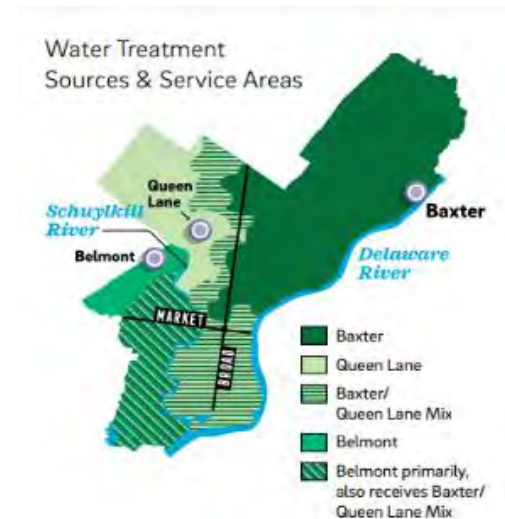 Water Treatment
Sources & Service Areas
Queen
Lane
Schuylkill
River
Belmont
Baxter
Delaware
River
MARKET
BROAD
Baxter
Queen Lane
Baxter/
Queen Lane Mix
Belmont
Belmont primarily,
also receives Baxter/
Queen Lane Mix